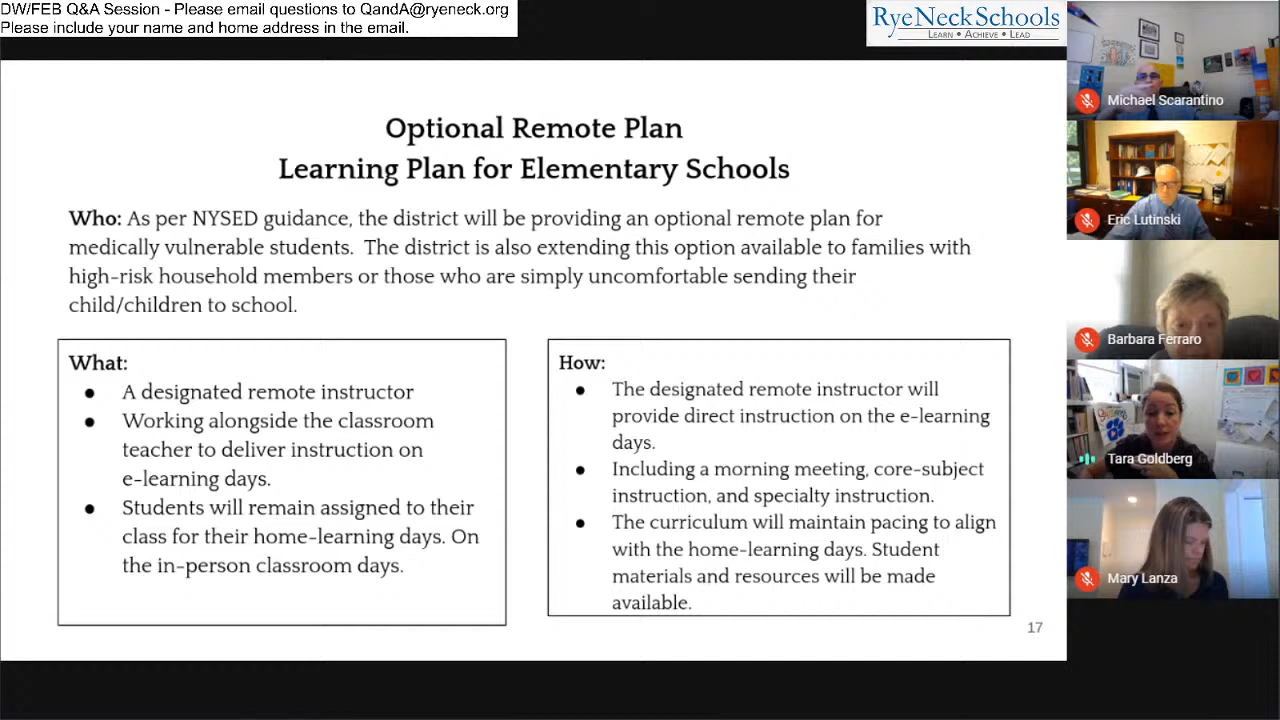 DW/FEB Q&A Session - Please email questions to QandA@ryeneck.org
Please include your name and home address in the email.
RyeNeckSchools
LEARN • ACHIEVE • LEAD
Optional Remote Plan
Learning Plan for Elementary Schools
Who: As per NYSED guidance, the district will be providing an optional remote plan for
medically vulnerable students. The district is also extending this option available to families with
high-risk household members or those who are simply uncomfortable sending their
child/children to school.
What:
● A designated remote instructor
● Working alongside the classroom
teacher to deliver instruction on
e-learning days.
● Students will remain assigned to their
class for their home-learning days. On
the in-person classroom days.
How:
● The designated remote instructor will
provide direct instruction on the e-learning
days.
● Including a morning meeting, core-subject
instruction, and specialty instruction.
● The curriculum will maintain pacing to align
with the home-learning days. Student
materials and resources will be made
available.
17
Michael Scarantino
Eric Lutinski
Barbara Ferraro
Tara Goldberg
Mary Lanza